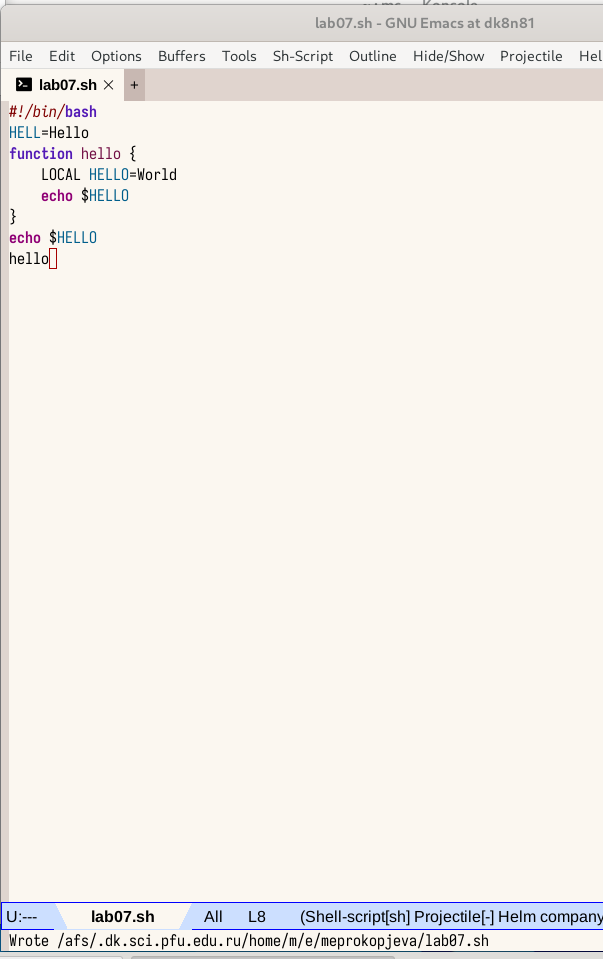 lab07.sh - GNU Emacs at dk8n81
File Edit Options Buffers Tools Sh-Script Outline Hide/Show Projectile Hel
lab07.sh +
#!/bin/bash
HELL=Hello
function hello {
    LOCAL HELLO=World
    echo $HELLO
}
echo $HELLO
hello
U:--- lab07.sh All L8 (Shell-script[sh] Projectile[-] Helm company
Wrote /afs/.dk.sci.pfu.edu.ru/home/m/e/meprokopjeva/lab07.sh